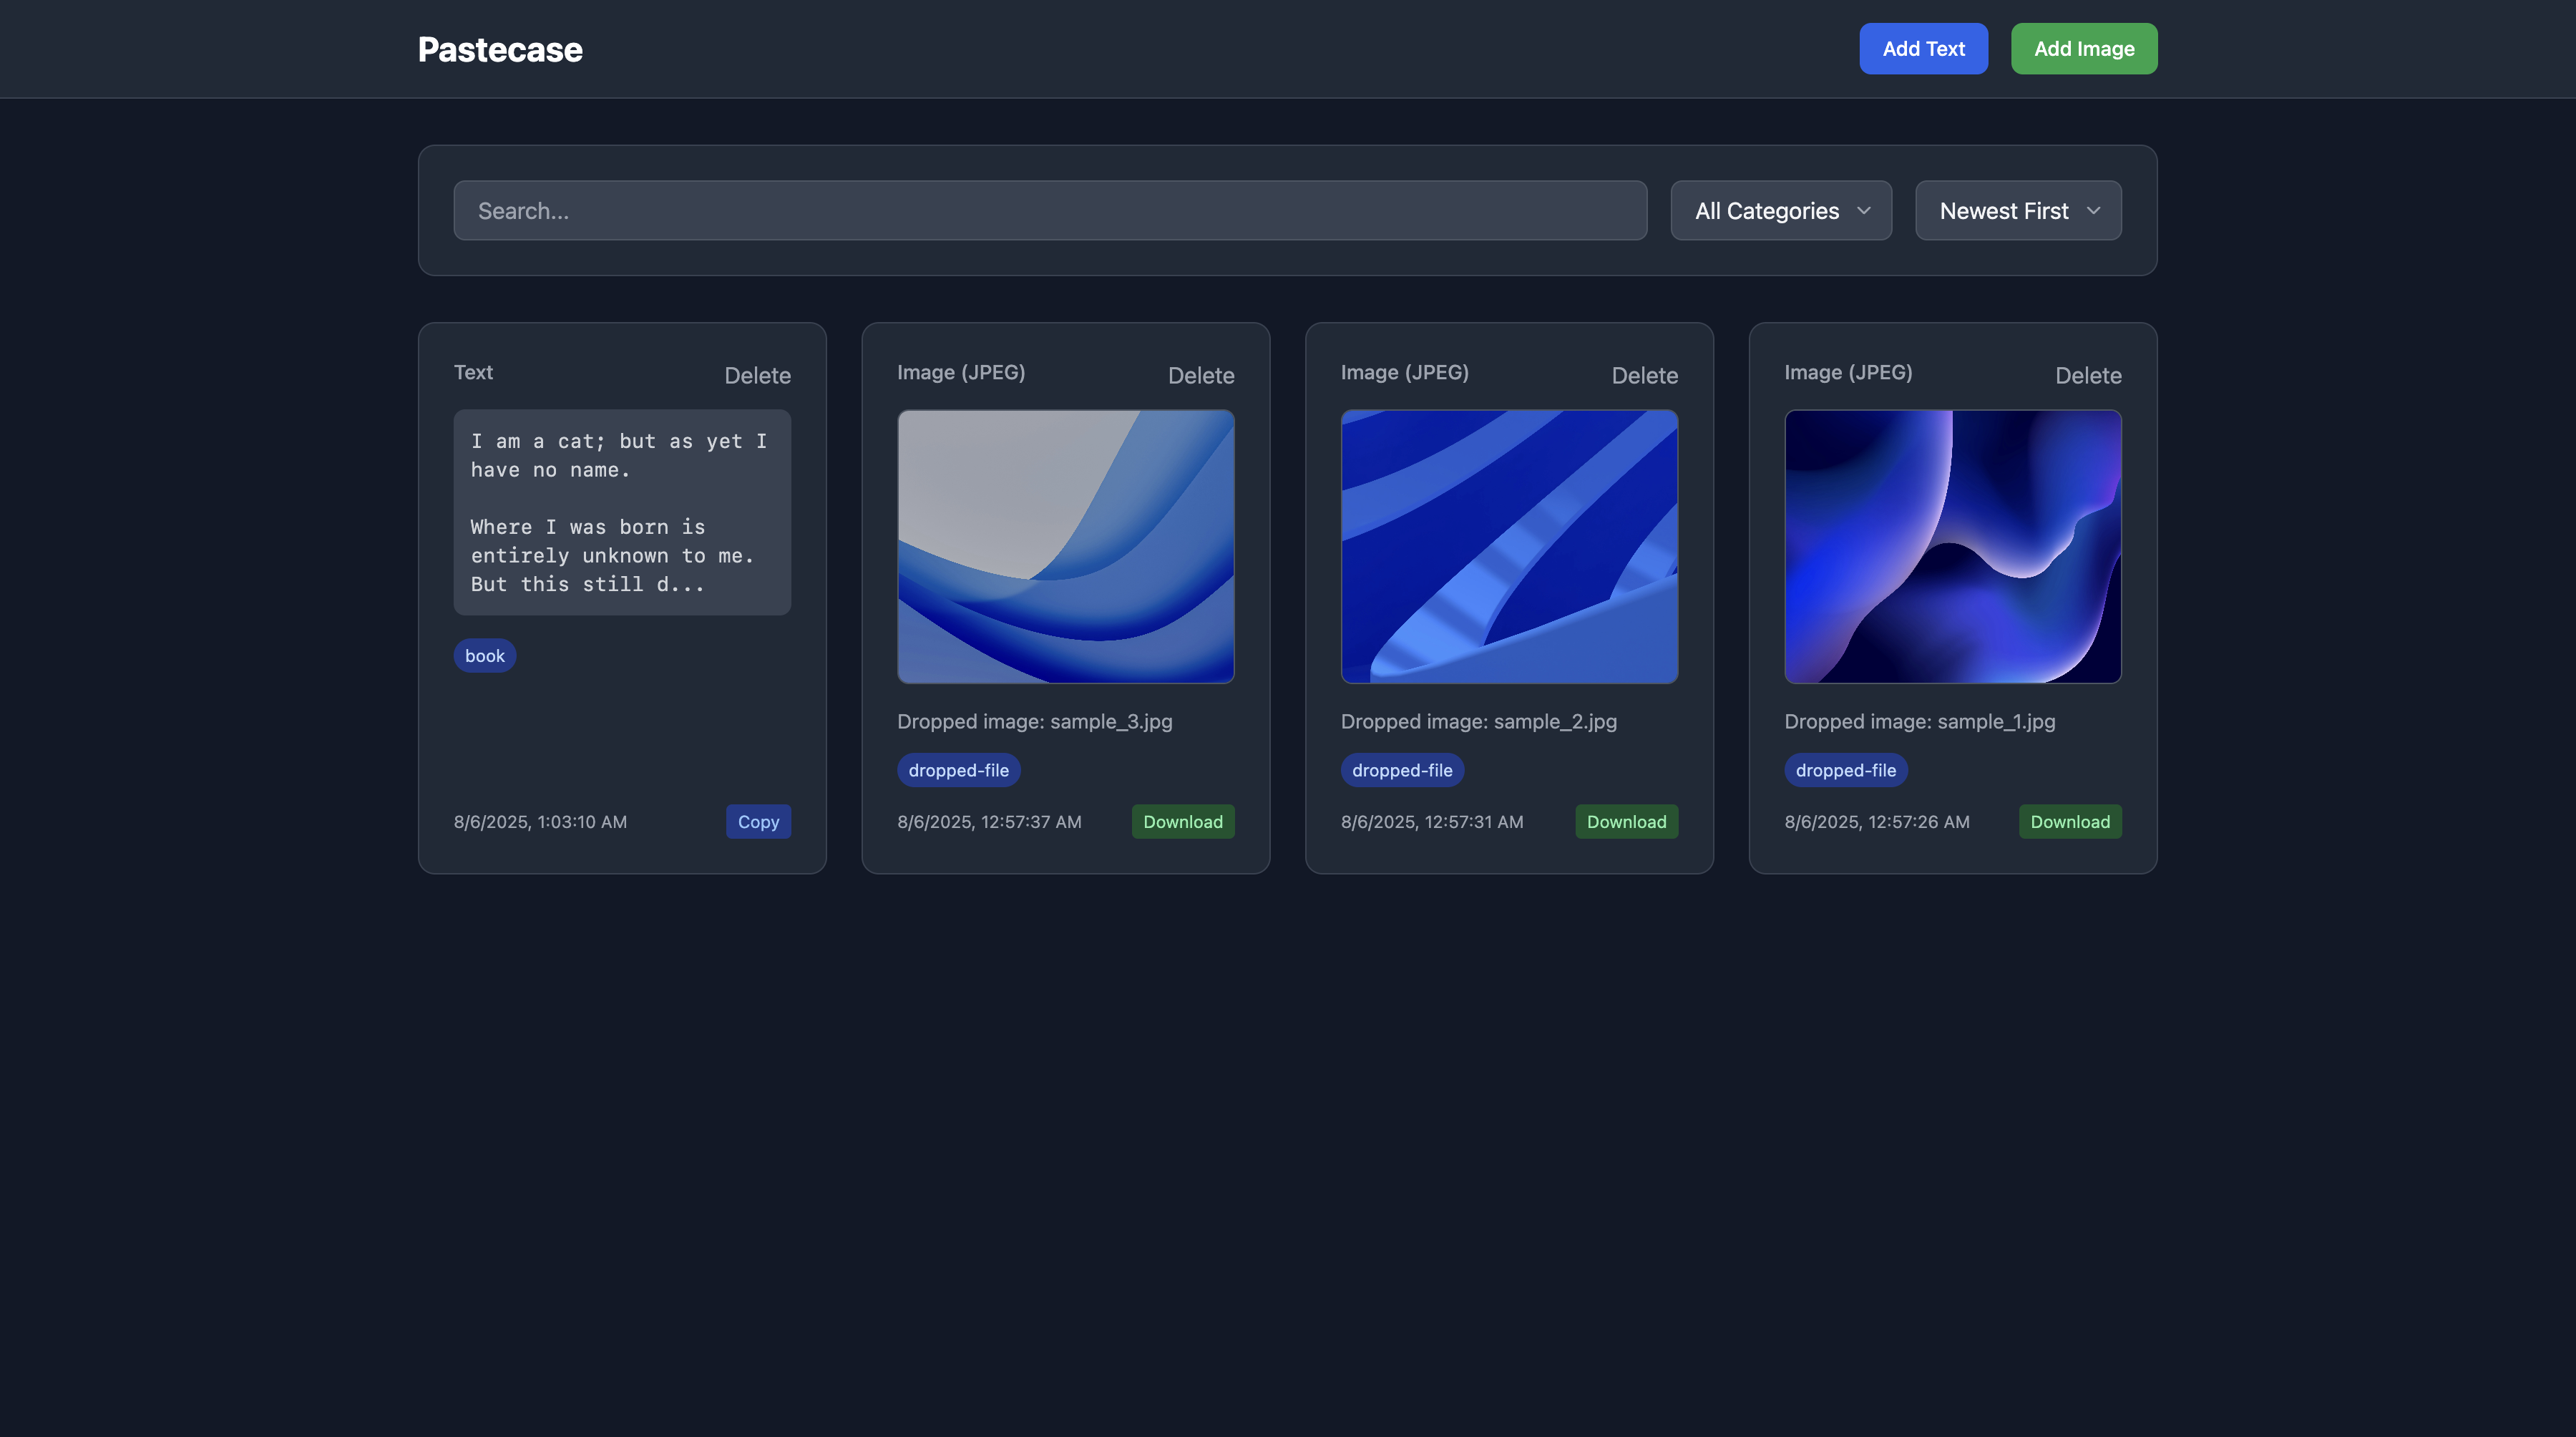 Pastecase
Add Text
Add Image
Search...
All Categories
Newest First
Text
Delete
I am a cat; but as yet I
have no name.
Where I was born is
entirely unknown to me.
But this still d...
book
8/6/2025, 1:03:10 AM
Copy
Image (JPEG)
Delete
Dropped image: sample_3.jpg
dropped-file
8/6/2025, 12:57:37 AM
Download
Image (JPEG)
Delete
Dropped image: sample_2.jpg
dropped-file
8/6/2025, 12:57:31 AM
Download
Image (JPEG)
Delete
Dropped image: sample_1.jpg
dropped-file
8/6/2025, 12:57:26 AM
Download